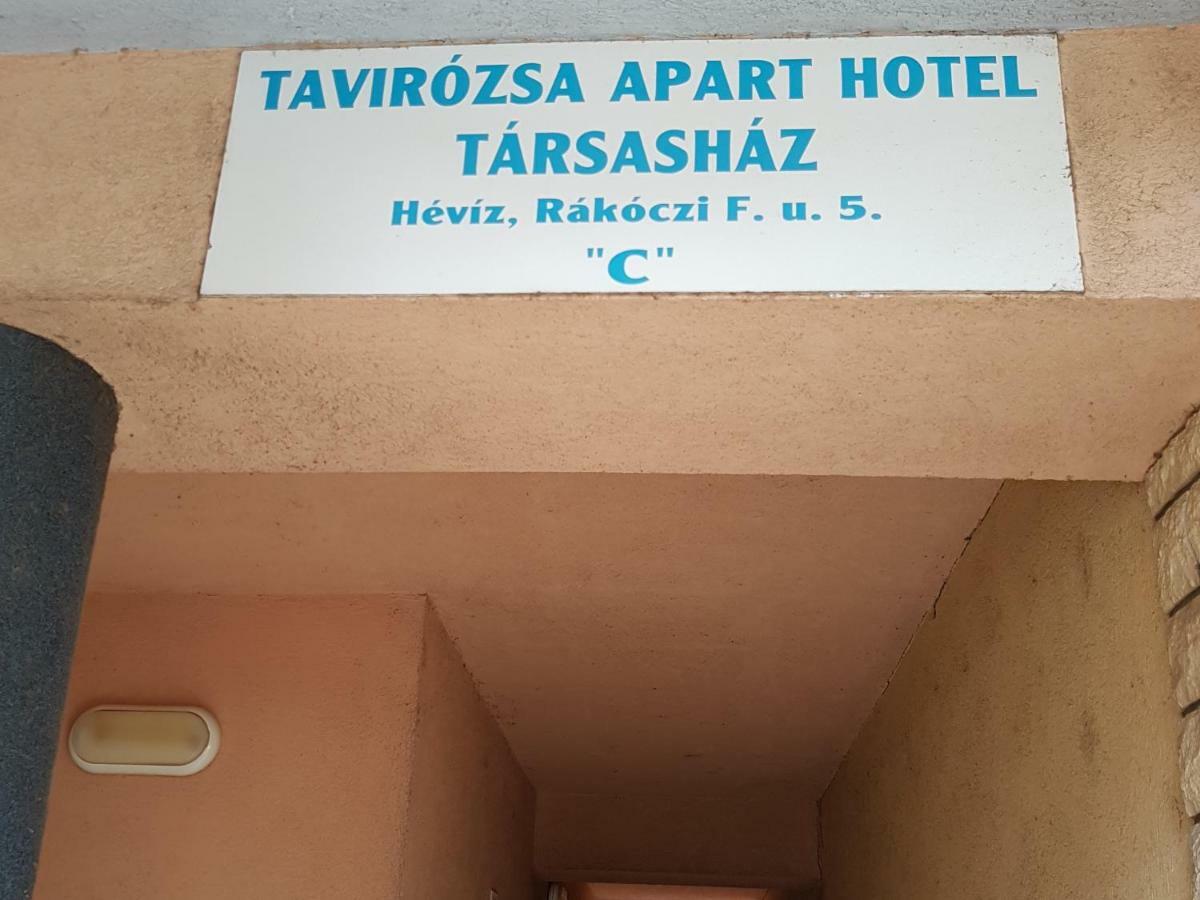 TAVIRÓZSA APART HOTEL
TÁRSASHÁZ
Hévíz, Rákóczi F. u. 5.
"C"